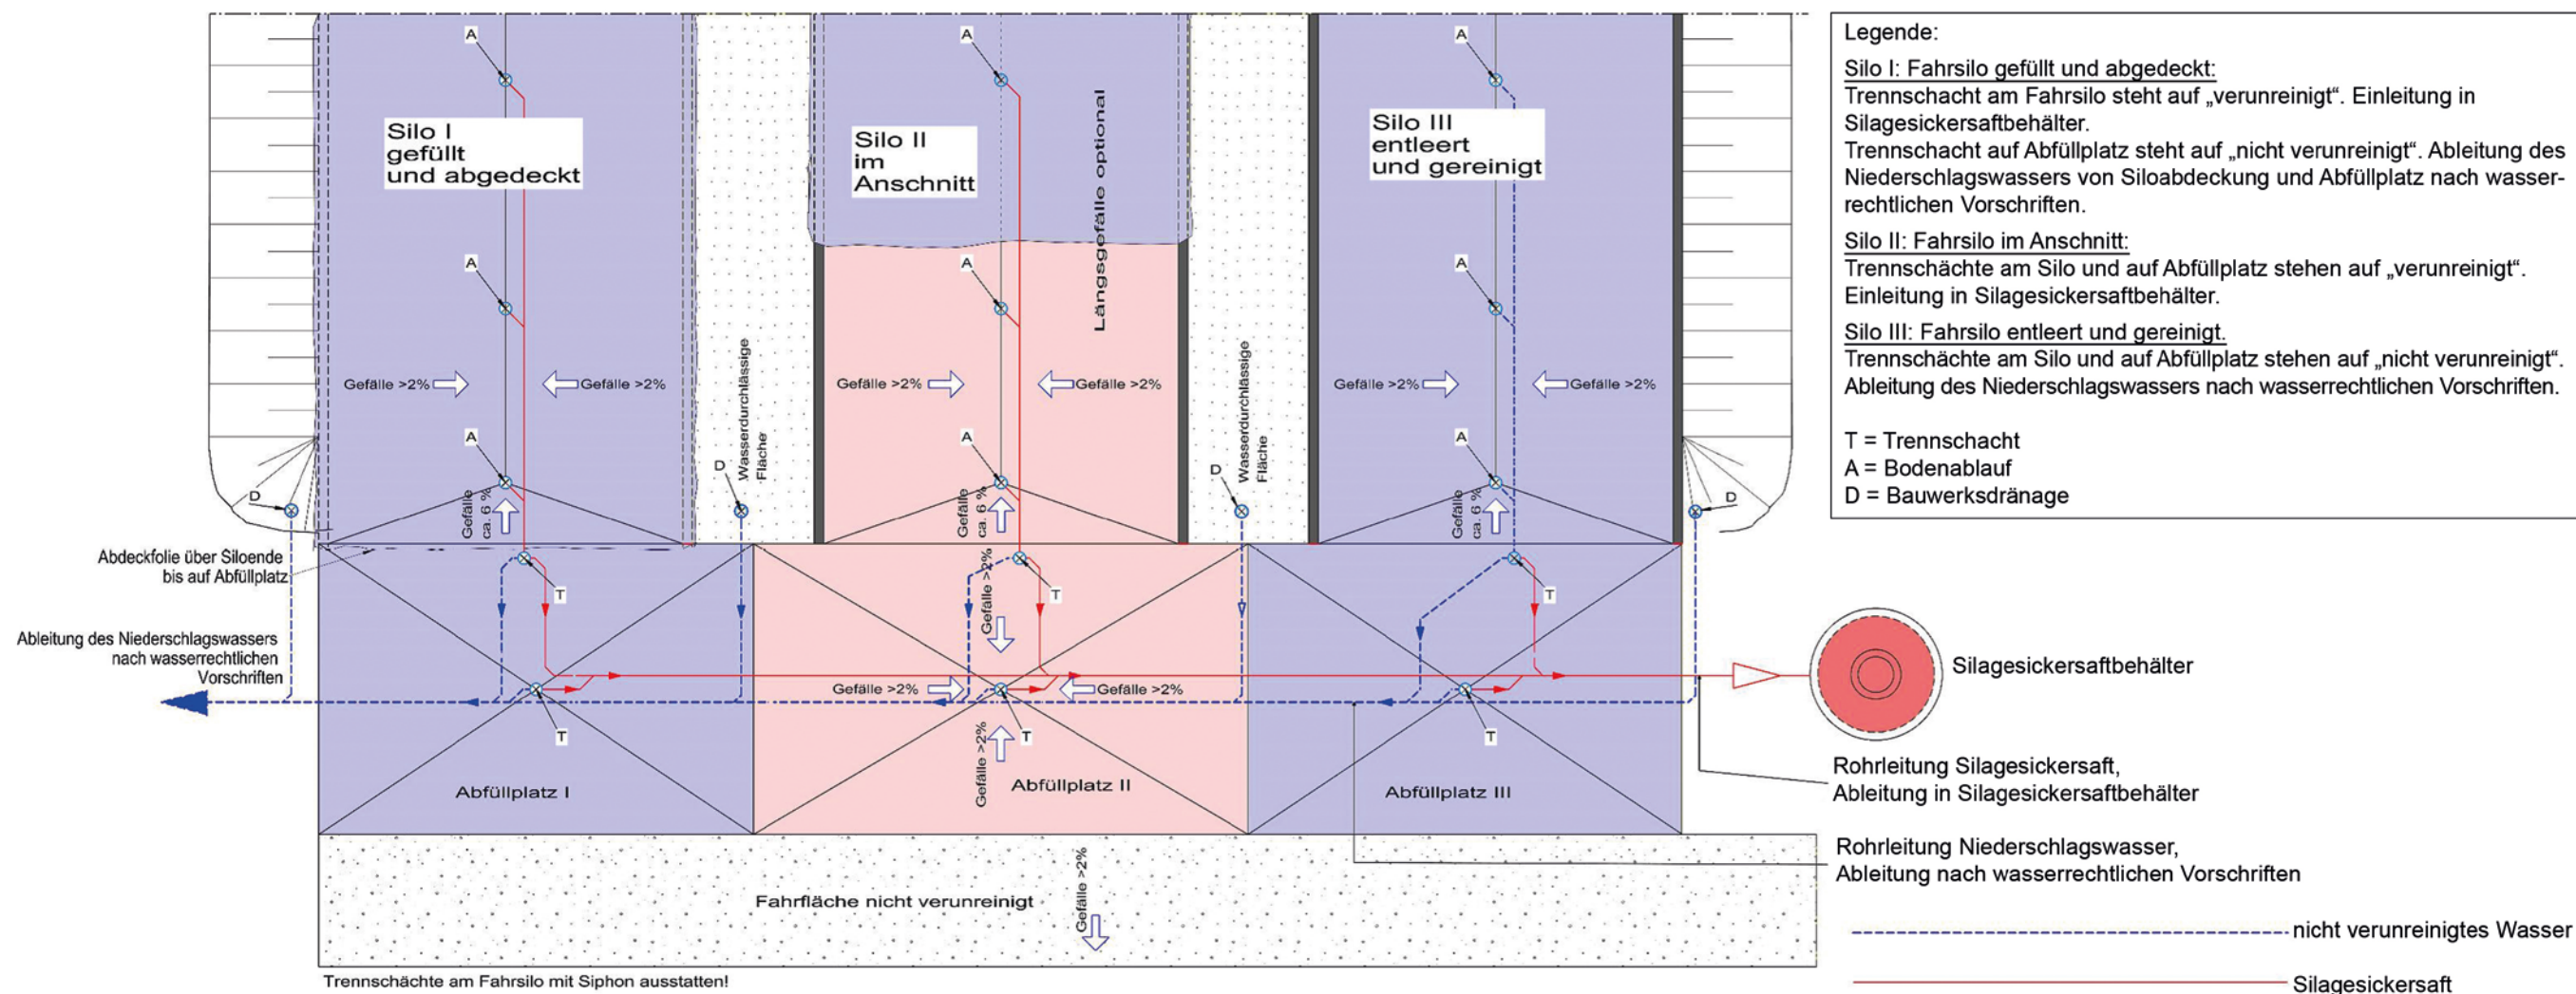 A
A
A
Silo I
gefüllt
und abgedeckt
Silo II
im
Anschnitt
Längsgefälle optional
Silo III
entleert
und gereinigt
A
A
A
Gefälle >2%
Gefälle >2%
Wasserdurchlässige
Fläche
Gefälle >2%
Gefälle >2%
Wasserdurchlässige
Fläche
Gefälle >2%
Gefälle >2%
A
A
A
D
D
D
D
Gefälle
ca. 6 %
Gefälle
ca. 6 %
Gefälle
ca. 6 %
Abdeckfolie über Siloende
bis auf Abfüllplatz
T
T
T
Gefälle >2%
Ableitung des Niederschlagswassers
nach wasserrechtlichen
Vorschriften
Gefälle >2%
Gefälle >2%
T
T
T
Gefälle >2%
Abfüllplatz I
Abfüllplatz II
Abfüllplatz III
Fahrfläche nicht verunreinigt
Gefälle >2%
Trennschächte am Fahrsilo mit Siphon ausstatten!
Legende:
Silo I: Fahrsilo gefüllt und abgedeckt:
Trennschacht am Fahrsilo steht auf „verunreinigt“. Einleitung in
Silagesickersaftbehälter.
Trennschacht auf Abfüllplatz steht auf „nicht verunreinigt“. Ableitung des
Niederschlagswassers von Siloabdeckung und Abfüllplatz nach wasser-
rechtlichen Vorschriften.
Silo II: Fahrsilo im Anschnitt:
Trennschächte am Silo und auf Abfüllplatz stehen auf „verunreinigt“.
Einleitung in Silagesickersaftbehälter.
Silo III: Fahrsilo entleert und gereinigt.
Trennschächte am Silo und auf Abfüllplatz stehen auf „nicht verunreinigt“.
Ableitung des Niederschlagswassers nach wasserrechtlichen Vorschriften.
T = Trennschacht
A = Bodenablauf
D = Bauwerksdränage
Silagesickersaftbehälter
Rohrleitung Silagesickersaft,
Ableitung in Silagesickersaftbehälter
Rohrleitung Niederschlagswasser,
Ableitung nach wasserrechtlichen Vorschriften
nicht verunreinigtes Wasser
Silagesickersaft